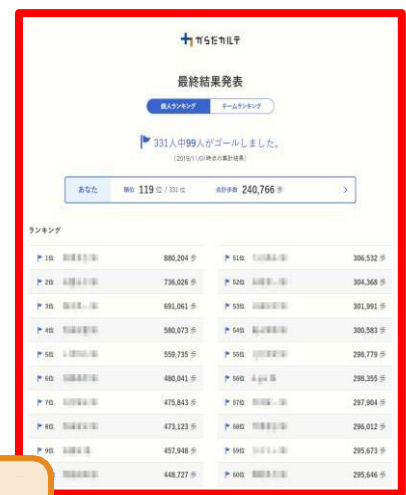 からだカルテ
最終結果発表
個人ランキング チームランキング
331人中99人がゴールしました。
(2019/11/01時点の集計結果)
あなた 順位 119 位 / 331 位 合計歩数 240,766 歩
ランキング
1位 880,204 歩 51位 306,532 歩
2位 736,026 歩 52位 304,368 歩
3位 691,061 歩 53位 301,991 歩
4位 580,073 歩 54位 300,583 歩
5位 559,735 歩 55位 298,779 歩
6位 480,041 歩 56位 298,355 歩
7位 475,843 歩 57位 297,904 歩
8位 473,123 歩 58位 296,012 歩
9位 457,948 歩 59位 295,673 歩
448,727 歩 60位 295,646 歩